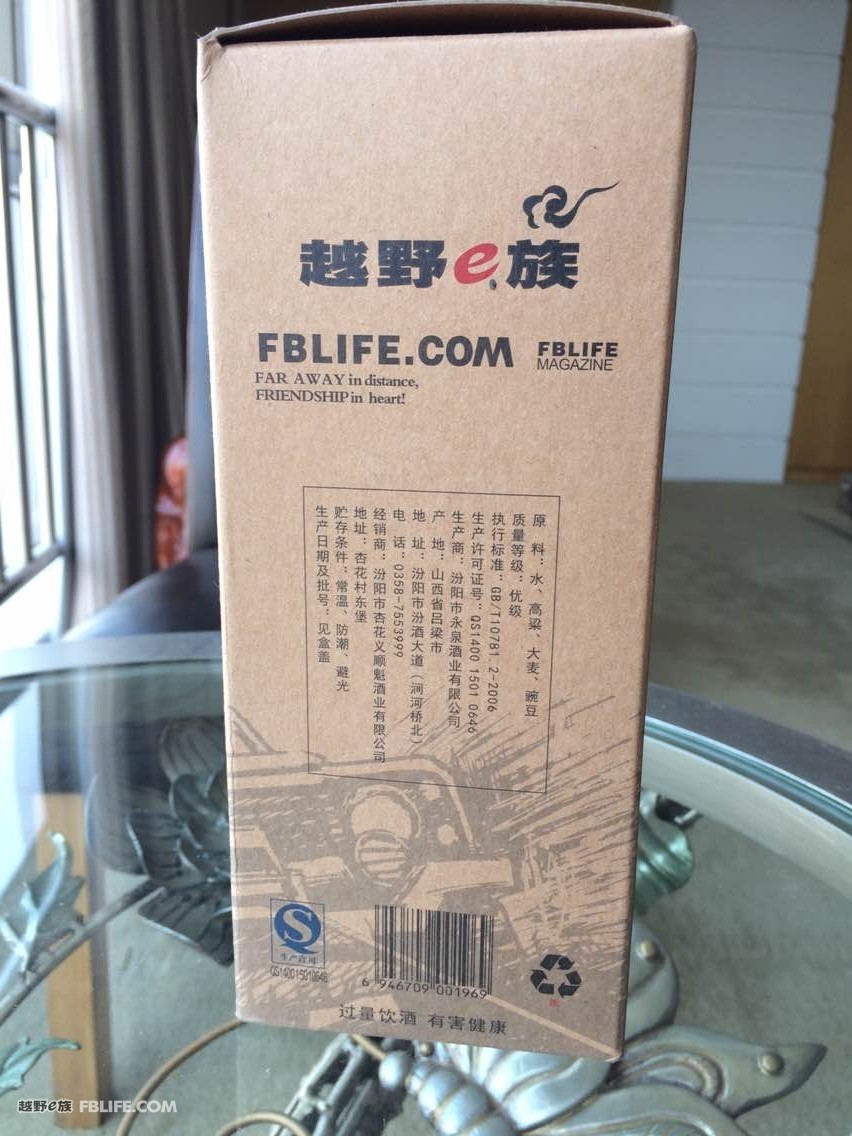 越野e族
FBLIFE.COM
FBLIFE
MAGAZINE
FAR AWAY in distance,
FRIENDSHIP in heart!
原 料：水、高粱、大麦、豌豆
质量等级：优级
执行标准：GB/T10781.2-2006
生产许可证号：QS1400 1501 0646
生产商：汾阳市永泉酒业有限公司
产 地：山西省吕梁市
地 址：汾阳市汾酒大道（涧河桥北）
电 话：0358-7553999
经销商：汾阳市杏花义顺魁酒业有限公司
地址：杏花村东堡
贮存条件：常温、防潮、避光
生产日期及批号：见盒盖
生产许可
QS140015010646
6 946709 001969
过量饮酒 有害健康
越野e族 FBLIFE.COM